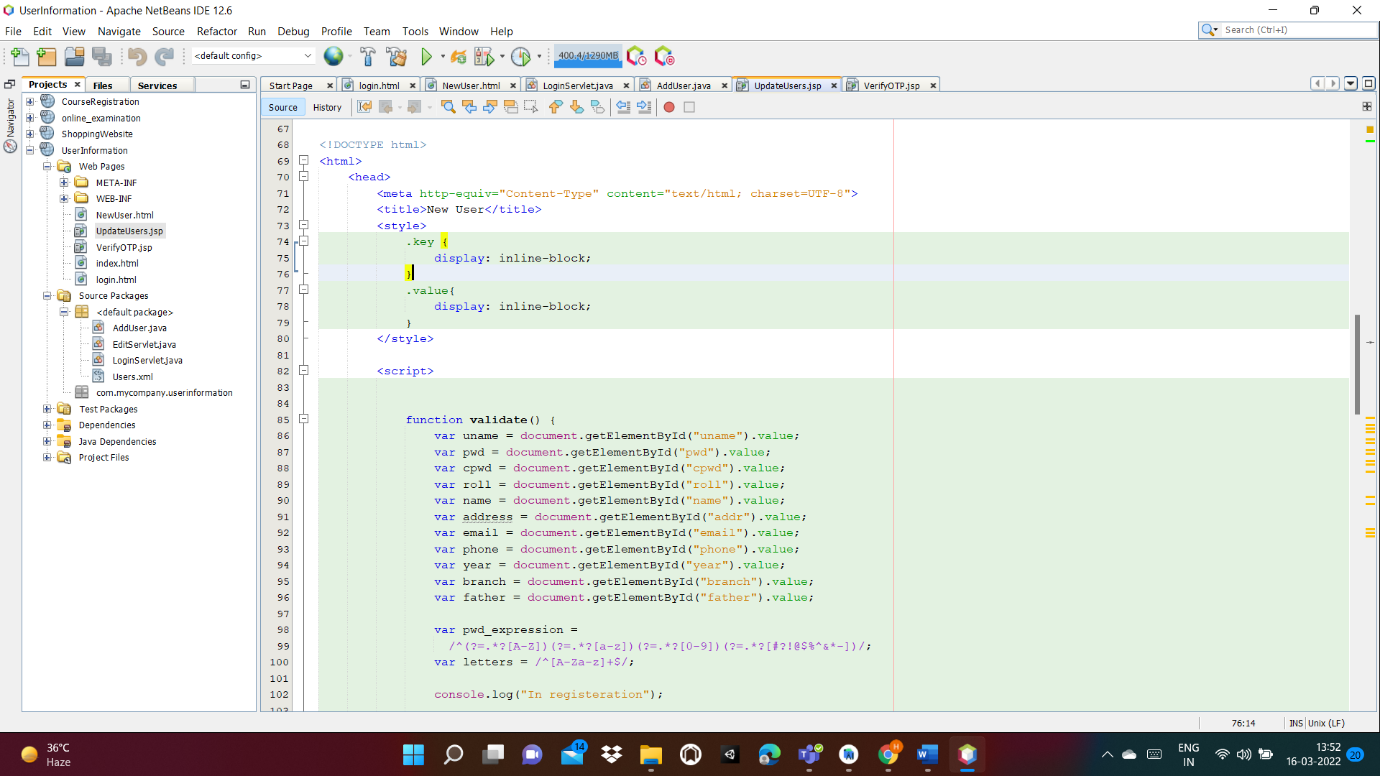 UserInformation - Apache NetBeans IDE 12.6
File Edit View Navigate Source Refactor Run Debug Profile Team Tools Window Help
Search (Ctrl+I)
<default config>
400.4/1290MB
Projects Files Services
Navigator
CourseRegistration
online_examination
ShoppingWebsite
UserInformation
Web Pages
META-INF
WEB-INF
NewUser.html
UpdateUsers.jsp
VerifyOTP.jsp
index.html
login.html
Source Packages
<default package>
AddUser.java
EditServlet.java
LoginServlet.java
Users.xml
com.mycompany.userinformation
Test Packages
Dependencies
Java Dependencies
Project Files
Start Page login.html NewUser.html LoginServlet.java AddUser.java UpdateUsers.jsp VerifyOTP.jsp
Source History
67
68 <!DOCTYPE html>
69 <html>
70 <head>
71 <meta http-equiv="Content-Type" content="text/html; charset=UTF-8">
72 <title>New User</title>
73 <style>
74 .key {
75 display: inline-block;
76 }
77 .value{
78 display: inline-block;
79 }
80 </style>
81
82 <script>
83
84
85 function validate() {
86 var uname = document.getElementById("uname").value;
87 var pwd = document.getElementById("pwd").value;
88 var cpwd = document.getElementById("cpwd").value;
89 var roll = document.getElementById("roll").value;
90 var name = document.getElementById("name").value;
91 var address = document.getElementById("addr").value;
92 var email = document.getElementById("email").value;
93 var phone = document.getElementById("phone").value;
94 var year = document.getElementById("year").value;
95 var branch = document.getElementById("branch").value;
96 var father = document.getElementById("father").value;
97
98 var pwd_expression =
99 /^(?=.*?[A-Z])(?=.*?[a-z])(?=.*?[0-9])(?=.*?[#?!@$%^&*-])/;
100 var letters = /^[A-Za-z]+$/;
101
102 console.log("In registeration");
103
76:14 INS Unix (LF)
36°C
Haze
14
ENG
IN
13:52
16-03-2022
20